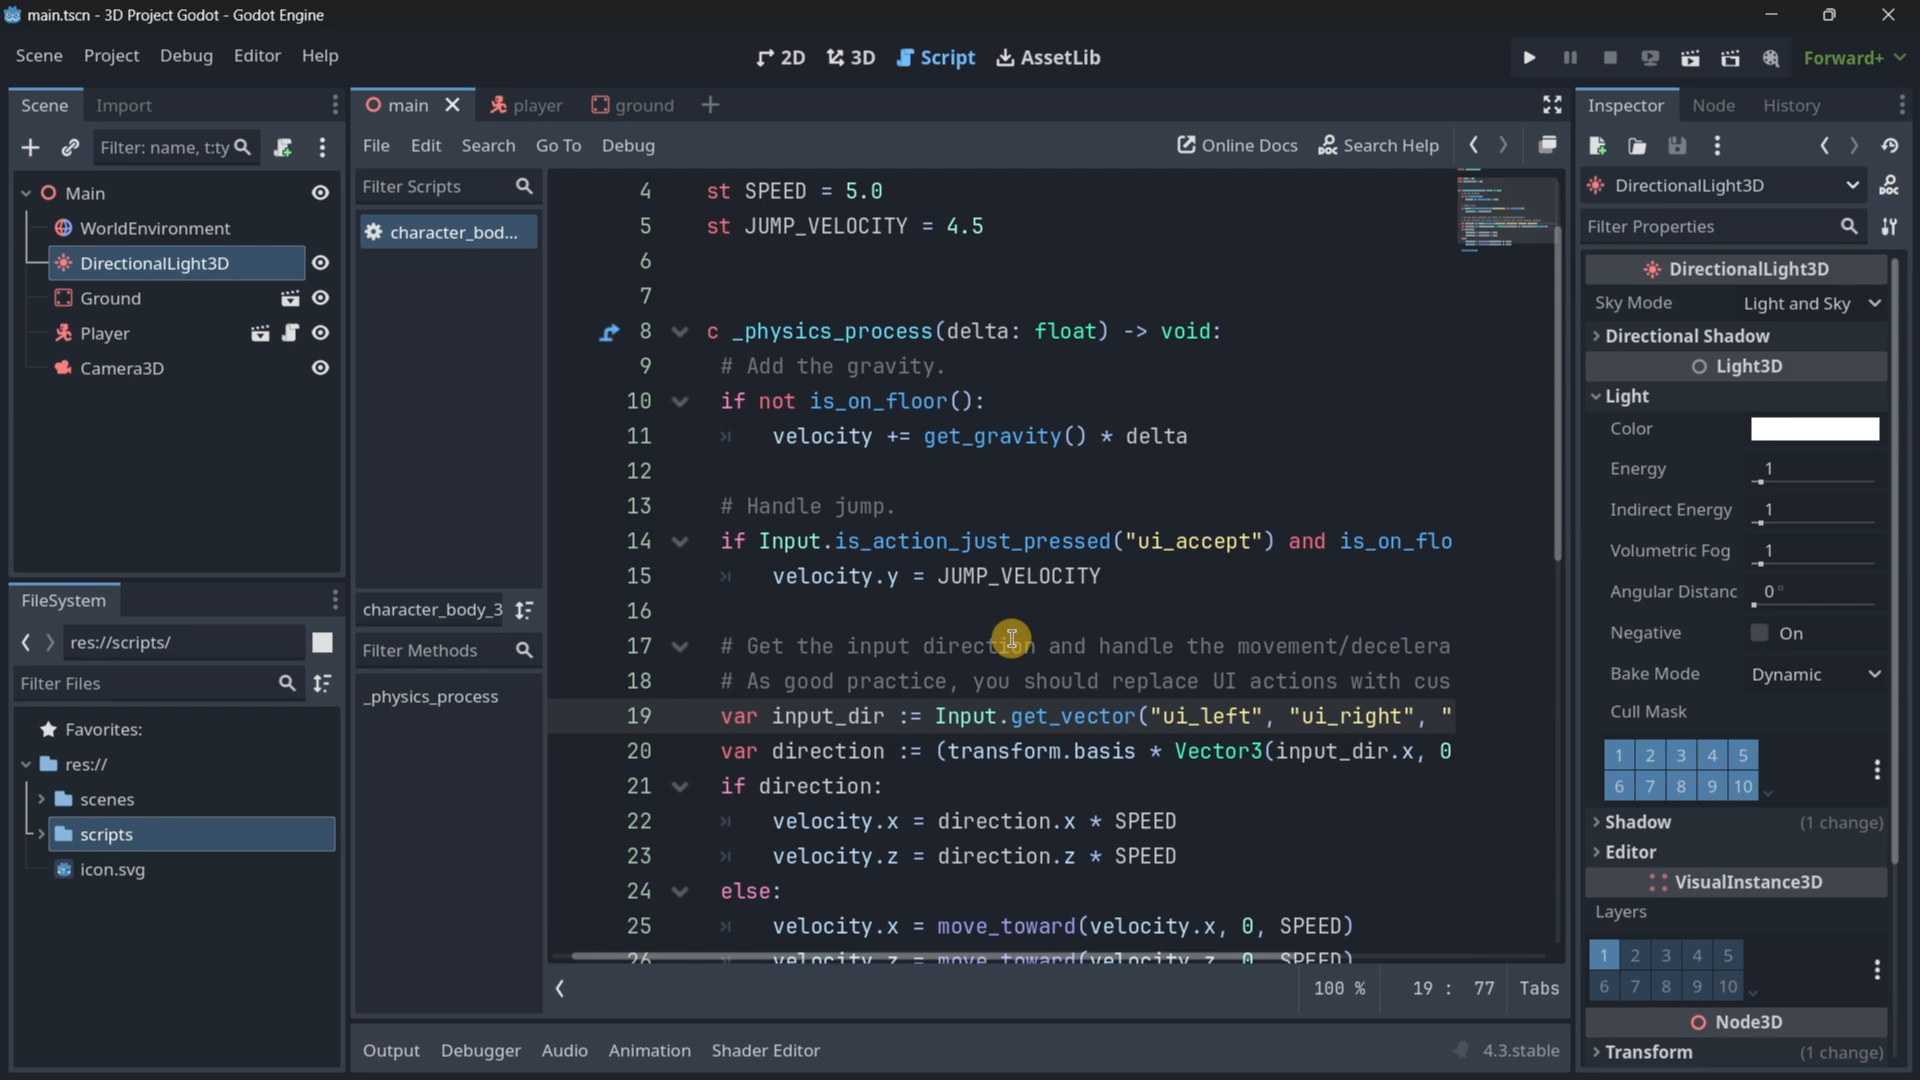 main.tscn - 3D Project Godot - Godot Engine
Scene Project Debug Editor Help
2D 3D Script AssetLib
Forward+
Scene Import
Filter: name, t:ty
Main
WorldEnvironment
DirectionalLight3D
Ground
Player
Camera3D
FileSystem
res://scripts/
Filter Files
Favorites:
res://
scenes
scripts
icon.svg
main player ground
File Edit Search Go To Debug
Online Docs Search Help
Filter Scripts
character_bod...
character_body_3
Filter Methods
_physics_process
4 st SPEED = 5.0
5 st JUMP_VELOCITY = 4.5
6
7
8 c _physics_process(delta: float) -> void:
9 # Add the gravity.
10 if not is_on_floor():
11 velocity += get_gravity() * delta
12
13 # Handle jump.
14 if Input.is_action_just_pressed("ui_accept") and is_on_flo
15 velocity.y = JUMP_VELOCITY
16
17 # Get the input direction and handle the movement/decelera
18 # As good practice, you should replace UI actions with cus
19 var input_dir := Input.get_vector("ui_left", "ui_right", "
20 var direction := (transform.basis * Vector3(input_dir.x, 0
21 if direction:
22 velocity.x = direction.x * SPEED
23 velocity.z = direction.z * SPEED
24 else:
25 velocity.x = move_toward(velocity.x, 0, SPEED)
26 velocity.z = move_toward(velocity.z, 0, SPEED)
100 % 19 : 77 Tabs
Output Debugger Audio Animation Shader Editor
4.3.stable
Inspector Node History
DirectionalLight3D
Filter Properties
DirectionalLight3D
Sky Mode Light and Sky
Directional Shadow
Light3D
Light
Color
Energy 1
Indirect Energy 1
Volumetric Fog 1
Angular Distanc 0°
Negative On
Bake Mode Dynamic
Cull Mask
1 2 3 4 5
6 7 8 9 10
Shadow (1 change)
Editor
VisualInstance3D
Layers
1 2 3 4 5
6 7 8 9 10
Node3D
Transform (1 change)